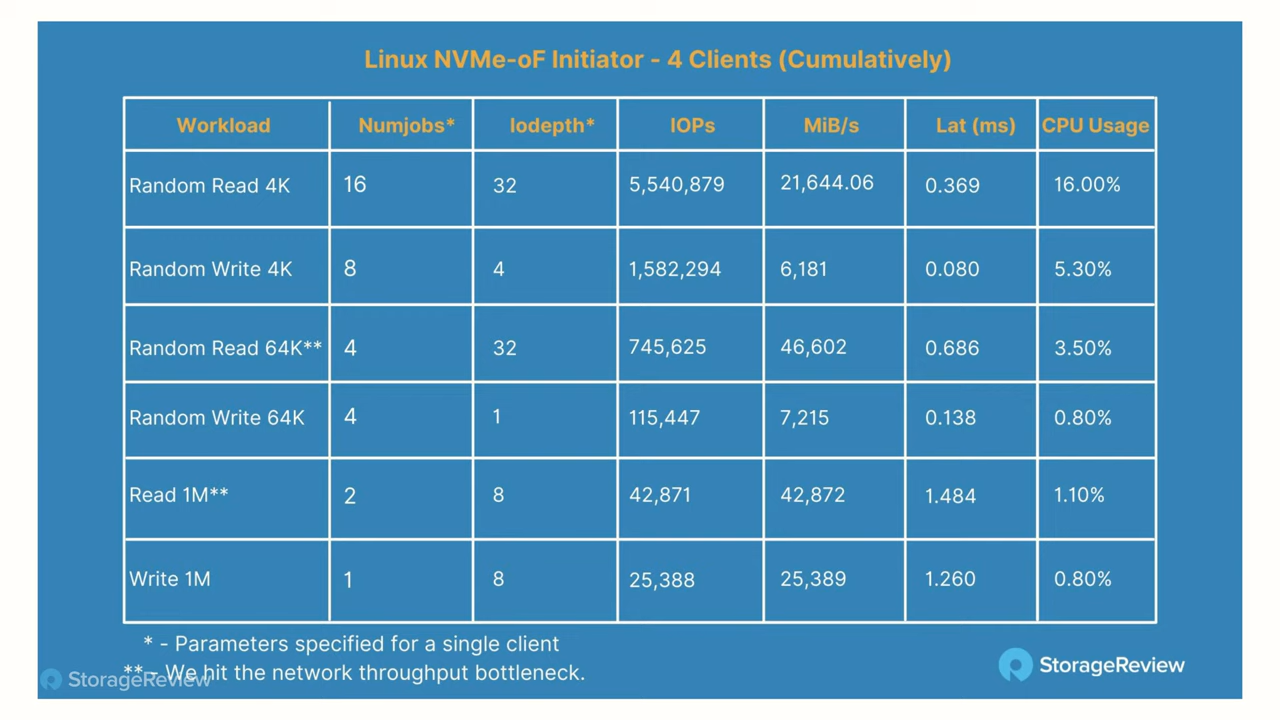 Linux NVMe-oF Initiator - 4 Clients (Cumulatively)
Workload Numjobs* Iodepth* IOPs MiB/s Lat (ms) CPU Usage
Random Read 4K 16 32 5,540,879 21,644.06 0.369 16.00%
Random Write 4K 8 4 1,582,294 6,181 0.080 5.30%
Random Read 64K** 4 32 745,625 46,602 0.686 3.50%
Random Write 64K 4 1 115,447 7,215 0.138 0.80%
Read 1M** 2 8 42,871 42,872 1.484 1.10%
Write 1M 1 8 25,388 25,389 1.260 0.80%
* - Parameters specified for a single client
** - We hit the network throughput bottleneck.
StorageReview
StorageReview